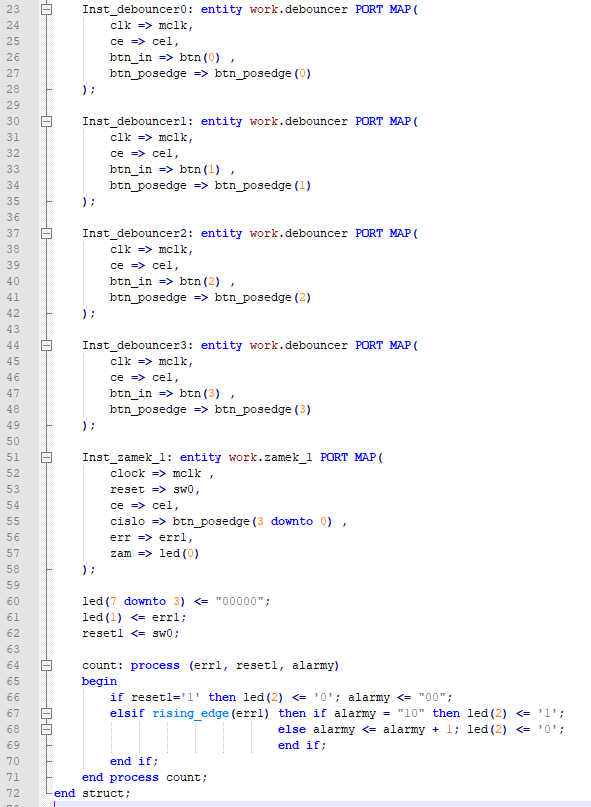 23 Inst_debouncer0: entity work.debouncer PORT MAP(
24 clk => mclk,
25 ce => ce1,
26 btn_in => btn(0) ,
27 btn_posedge => btn_posedge(0)
28 );
29
30 Inst_debouncer1: entity work.debouncer PORT MAP(
31 clk => mclk,
32 ce => ce1,
33 btn_in => btn(1) ,
34 btn_posedge => btn_posedge(1)
35 );
36
37 Inst_debouncer2: entity work.debouncer PORT MAP(
38 clk => mclk,
39 ce => ce1,
40 btn_in => btn(2) ,
41 btn_posedge => btn_posedge(2)
42 );
43
44 Inst_debouncer3: entity work.debouncer PORT MAP(
45 clk => mclk,
46 ce => ce1,
47 btn_in => btn(3) ,
48 btn_posedge => btn_posedge(3)
49 );
50
51 Inst_zamek_1: entity work.zamek_1 PORT MAP(
52 clock => mclk ,
53 reset => sw0,
54 ce => ce1,
55 cislo => btn_posedge(3 downto 0) ,
56 err => err1,
57 zam => led(0)
58 );
59
60 led(7 downto 3) <= "00000";
61 led(1) <= err1;
62 reset1 <= sw0;
63
64 count: process (err1, reset1, alarmy)
65 begin
66 if reset1='1' then led(2) <= '0'; alarmy <= "00";
67 elsif rising_edge(err1) then if alarmy = "10" then led(2) <= '1';
68 else alarmy <= alarmy + 1; led(2) <= '0';
69 end if;
70 end if;
71 end process count;
72 end struct;